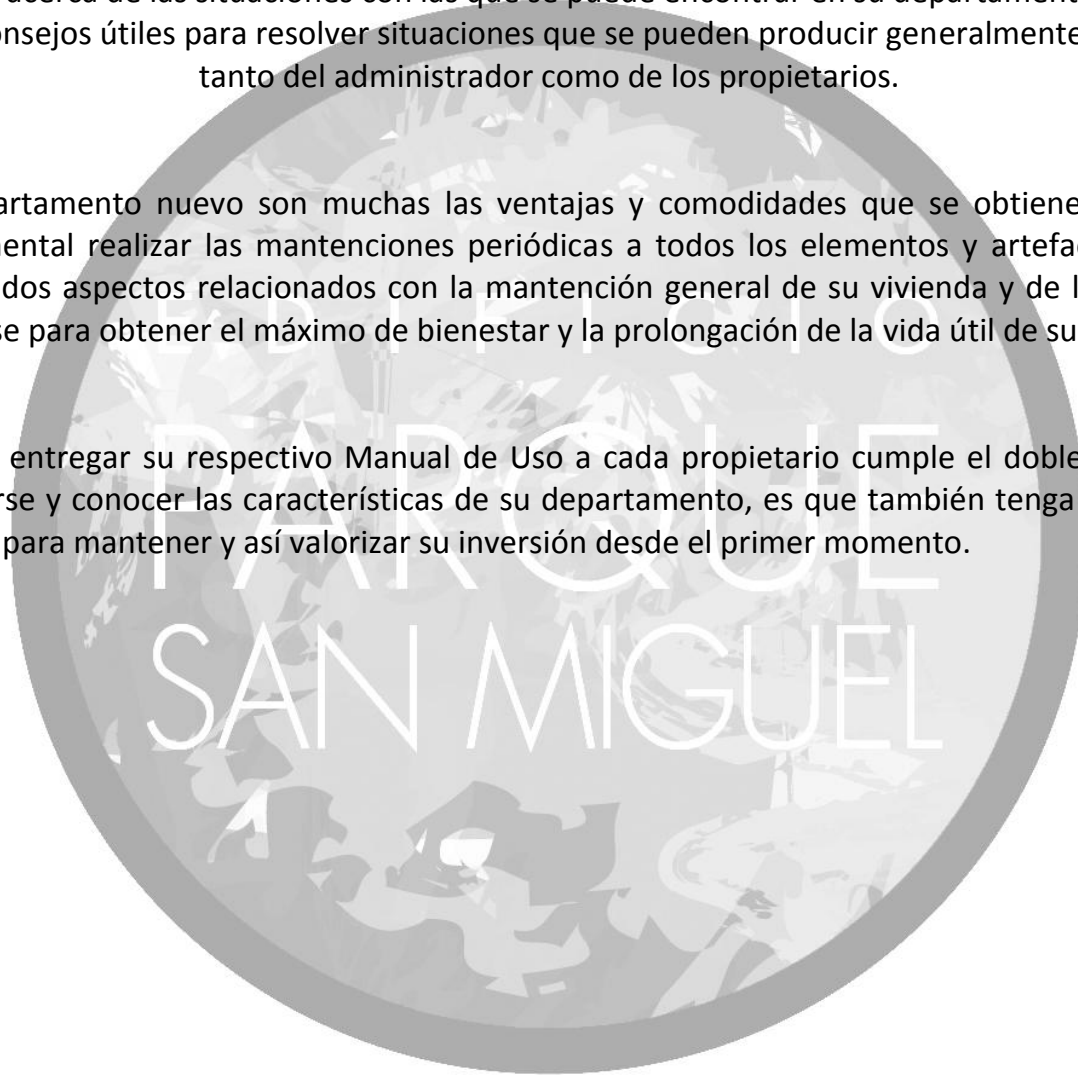 acerca de las situaciones con las que se puede encontrar en su departament
onsejos útiles para resolver situaciones que se pueden producir generalmente
tanto del administrador como de los propietarios.
artamento nuevo son muchas las ventajas y comodidades que se obtiene
ental realizar las mantenciones periódicas a todos los elementos y artefa
dos aspectos relacionados con la mantención general de su vivienda y de l
se para obtener el máximo de bienestar y la prolongación de la vida útil de su
entregar su respectivo Manual de Uso a cada propietario cumple el doble
rse y conocer las características de su departamento, es que también tenga
para mantener y así valorizar su inversión desde el primer momento.
EDIFICIO
PARQUE
SAN MIGUEL